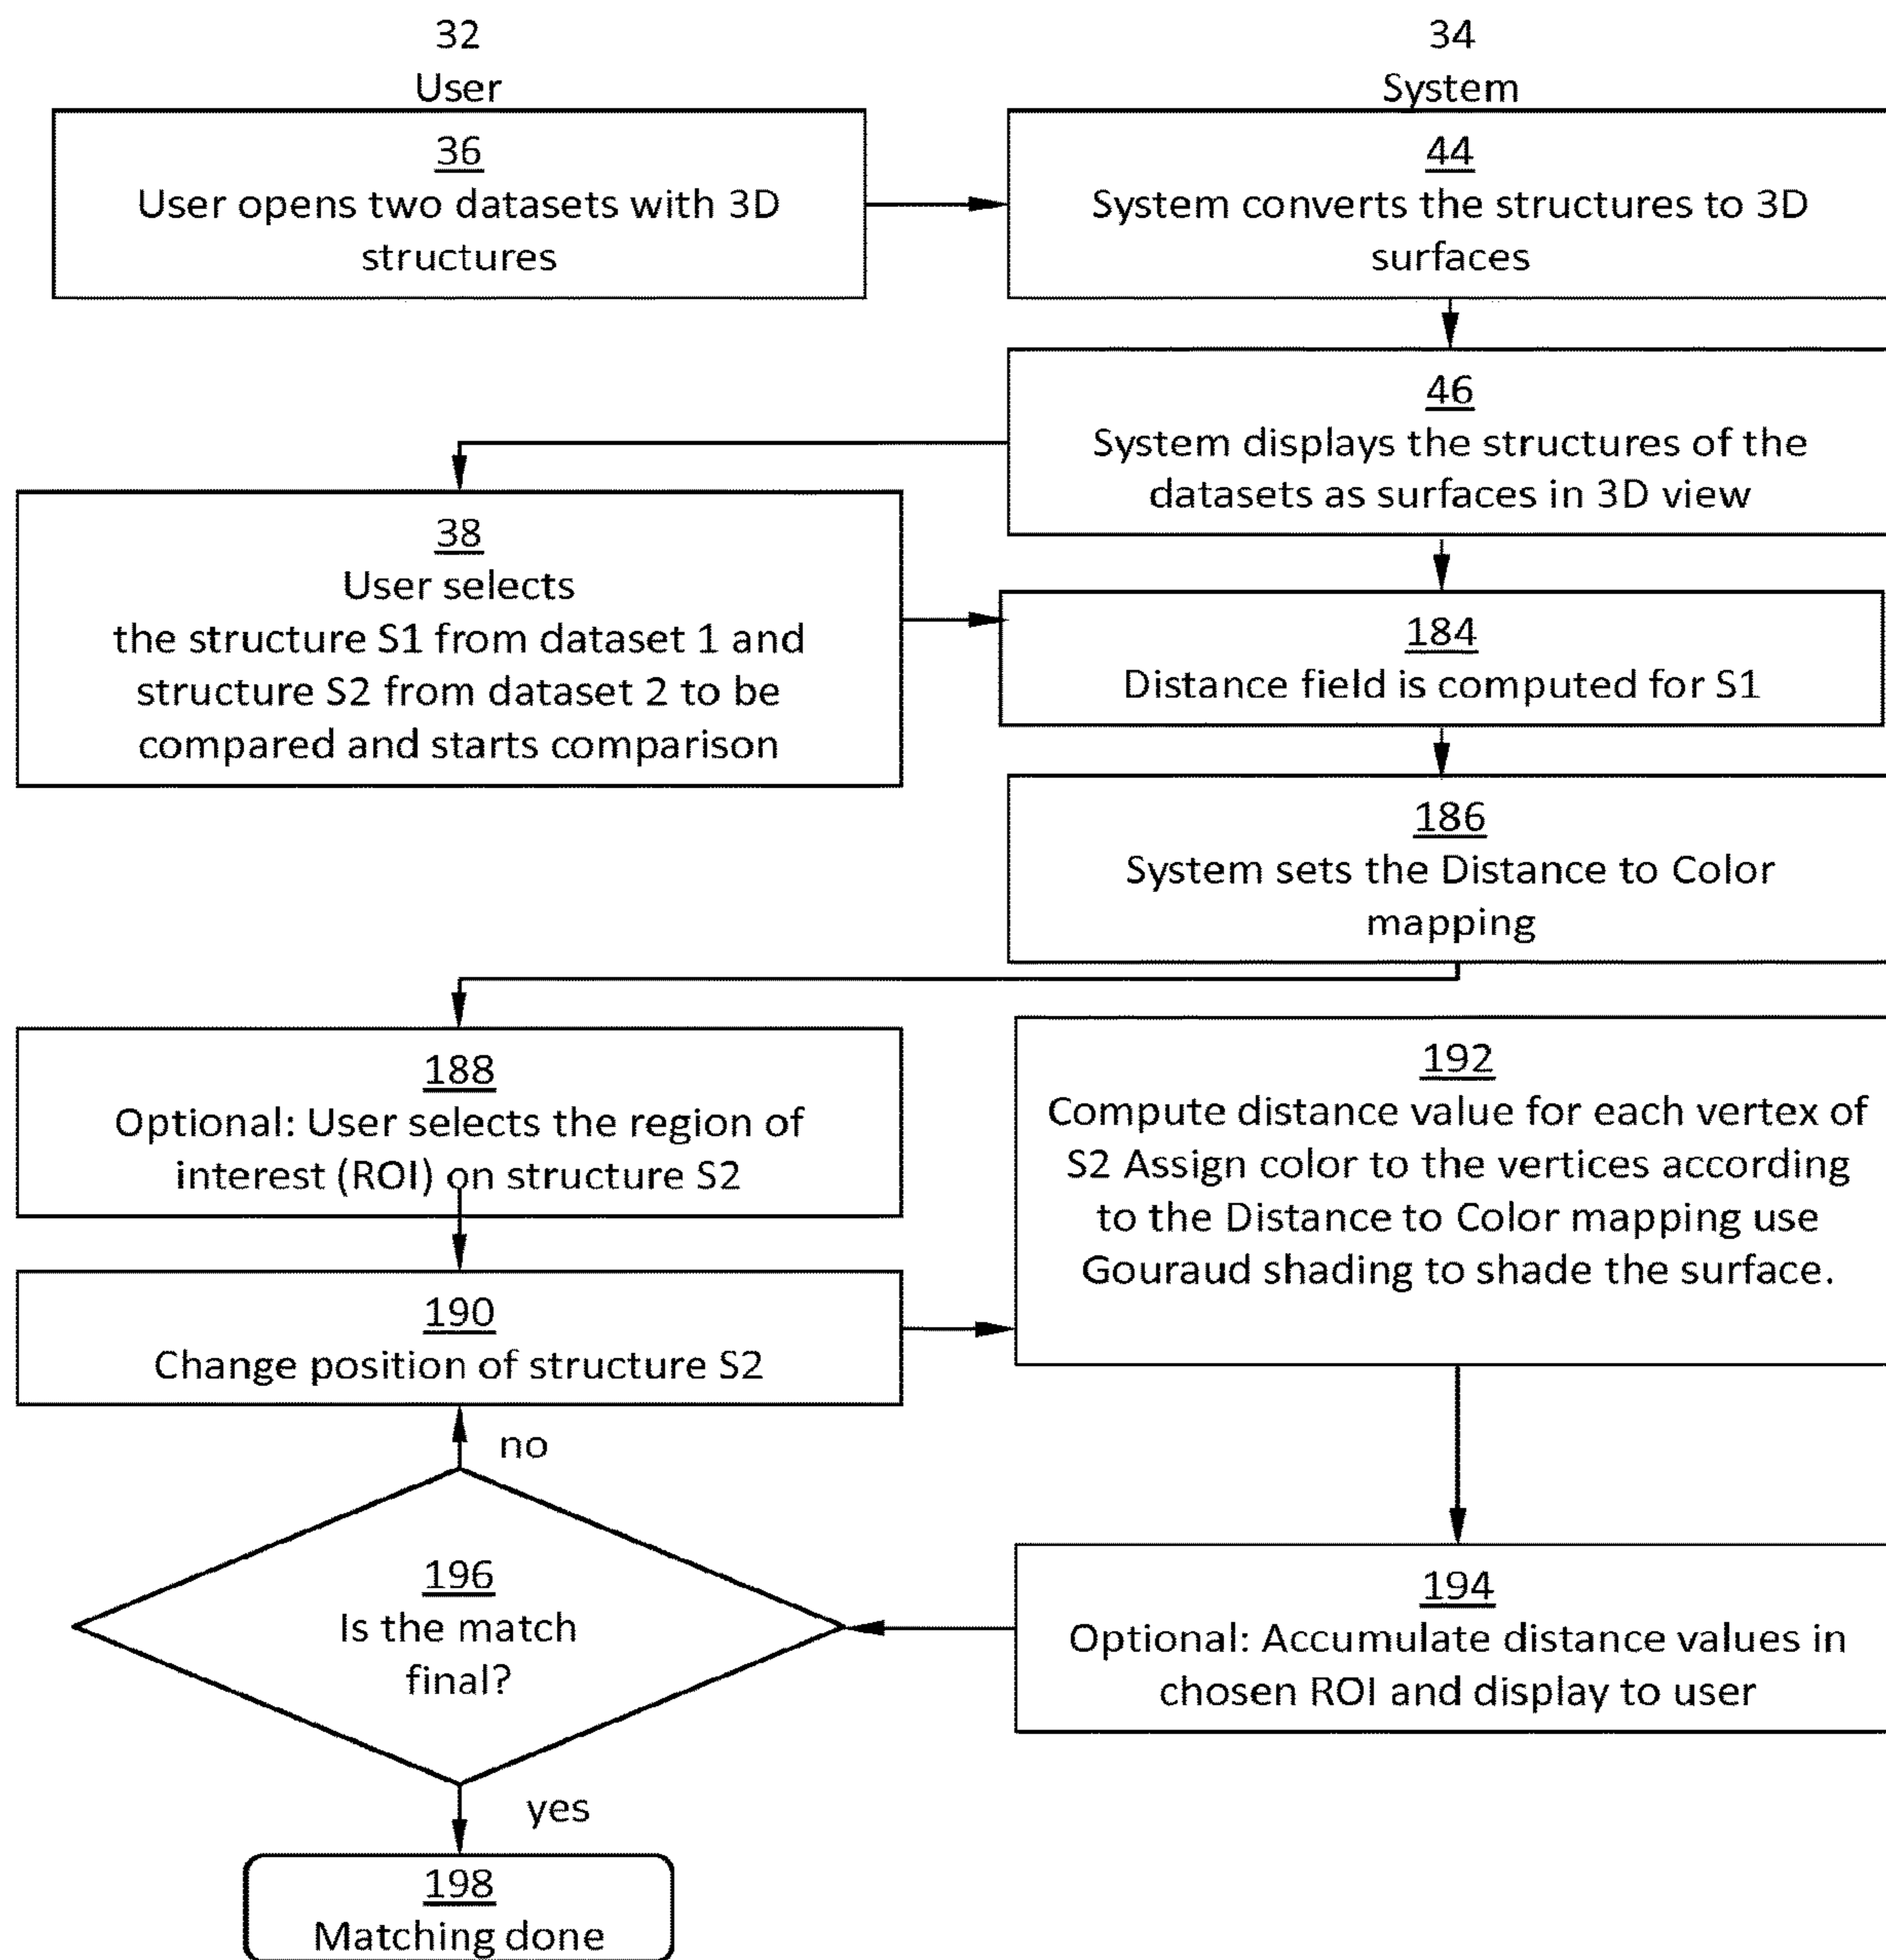 32
User
34
System
36
User opens two datasets with 3D
structures
44
System converts the structures to 3D
surfaces
46
System displays the structures of the
datasets as surfaces in 3D view
38
User selects
the structure S1 from dataset 1 and
structure S2 from dataset 2 to be
compared and starts comparison
184
Distance field is computed for S1
186
System sets the Distance to Color
mapping
188
Optional: User selects the region of
interest (ROI) on structure S2
190
Change position of structure S2
192
Compute distance value for each vertex of
S2 Assign color to the vertices according
to the Distance to Color mapping use
Gouraud shading to shade the surface.
194
Optional: Accumulate distance values in
chosen ROI and display to user
no
196
Is the match
final?
yes
198
Matching done